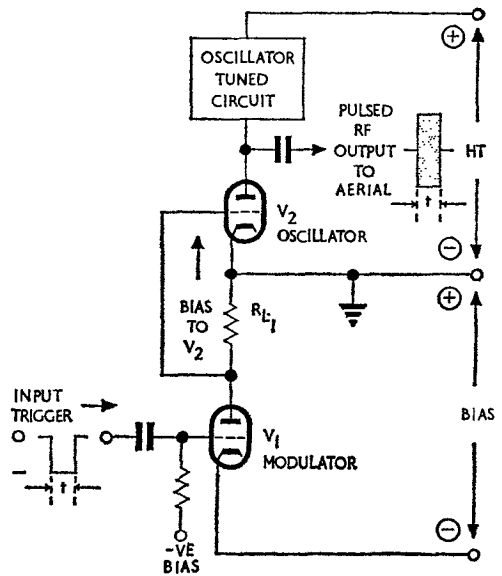 OSCILLATOR
TUNED
CIRCUIT
+
PULSED
RF
OUTPUT
TO
AERIAL
HT
t
V2
OSCILLATOR
−
+
BIAS
TO
V2
RL1
INPUT
TRIGGER
−
t
V1
MODULATOR
BIAS
-VE
BIAS
−